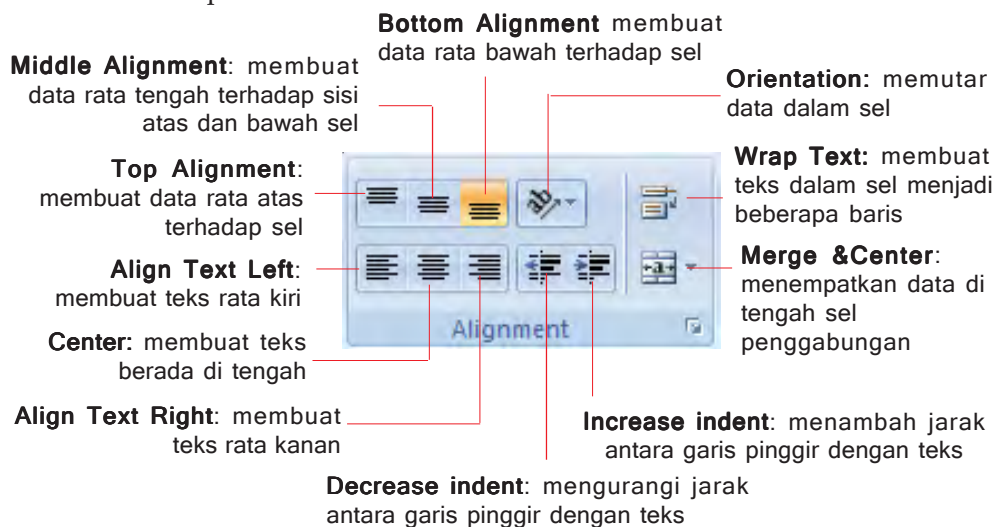 Bottom Alignment membuat
data rata bawah terhadap sel
Middle Alignment: membuat
data rata tengah terhadap sisi
atas dan bawah sel
Orientation: memutar
data dalam sel
Top Alignment:
membuat data rata atas
terhadap sel
Wrap Text: membuat
teks dalam sel menjadi
beberapa baris
Align Text Left:
membuat teks rata kiri
Merge &Center:
menempatkan data di
tengah sel
penggabungan
Alignment
Center: membuat teks
berada di tengah
Align Text Right: membuat
teks rata kanan
Increase indent: menambah jarak
antara garis pinggir dengan teks
Decrease indent: mengurangi jarak
antara garis pinggir dengan teks